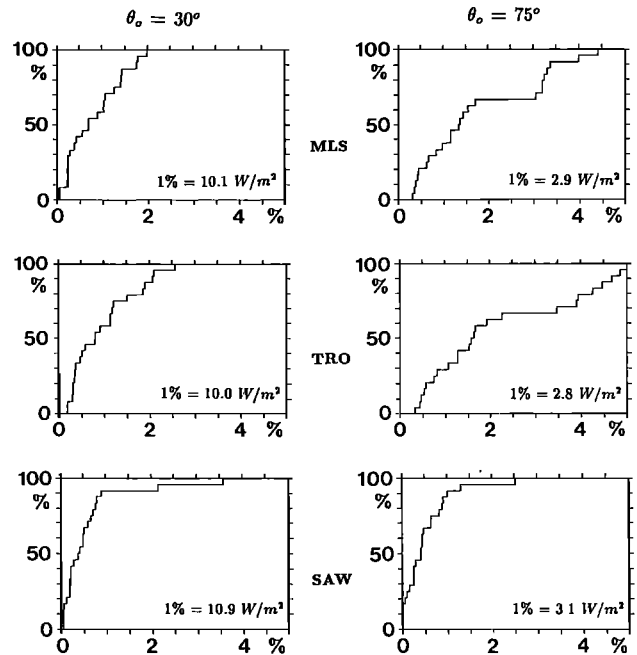 θₒ = 30° θₒ = 75°
100 100
% %
50 50
MLS
1% = 10.1 W/m² 1% = 2.9 W/m²
0 0
0 2 4 % 0 2 4 %
100 100
% %
50 50
TRO
1% = 10.0 W/m² 1% = 2.8 W/m²
0 0
0 2 4 % 0 2 4 %
100 100
% %
50 50
SAW
1% = 10.9 W/m² 1% = 3 1 W/m²
0 0
0 2 4 % 0 2 4 %